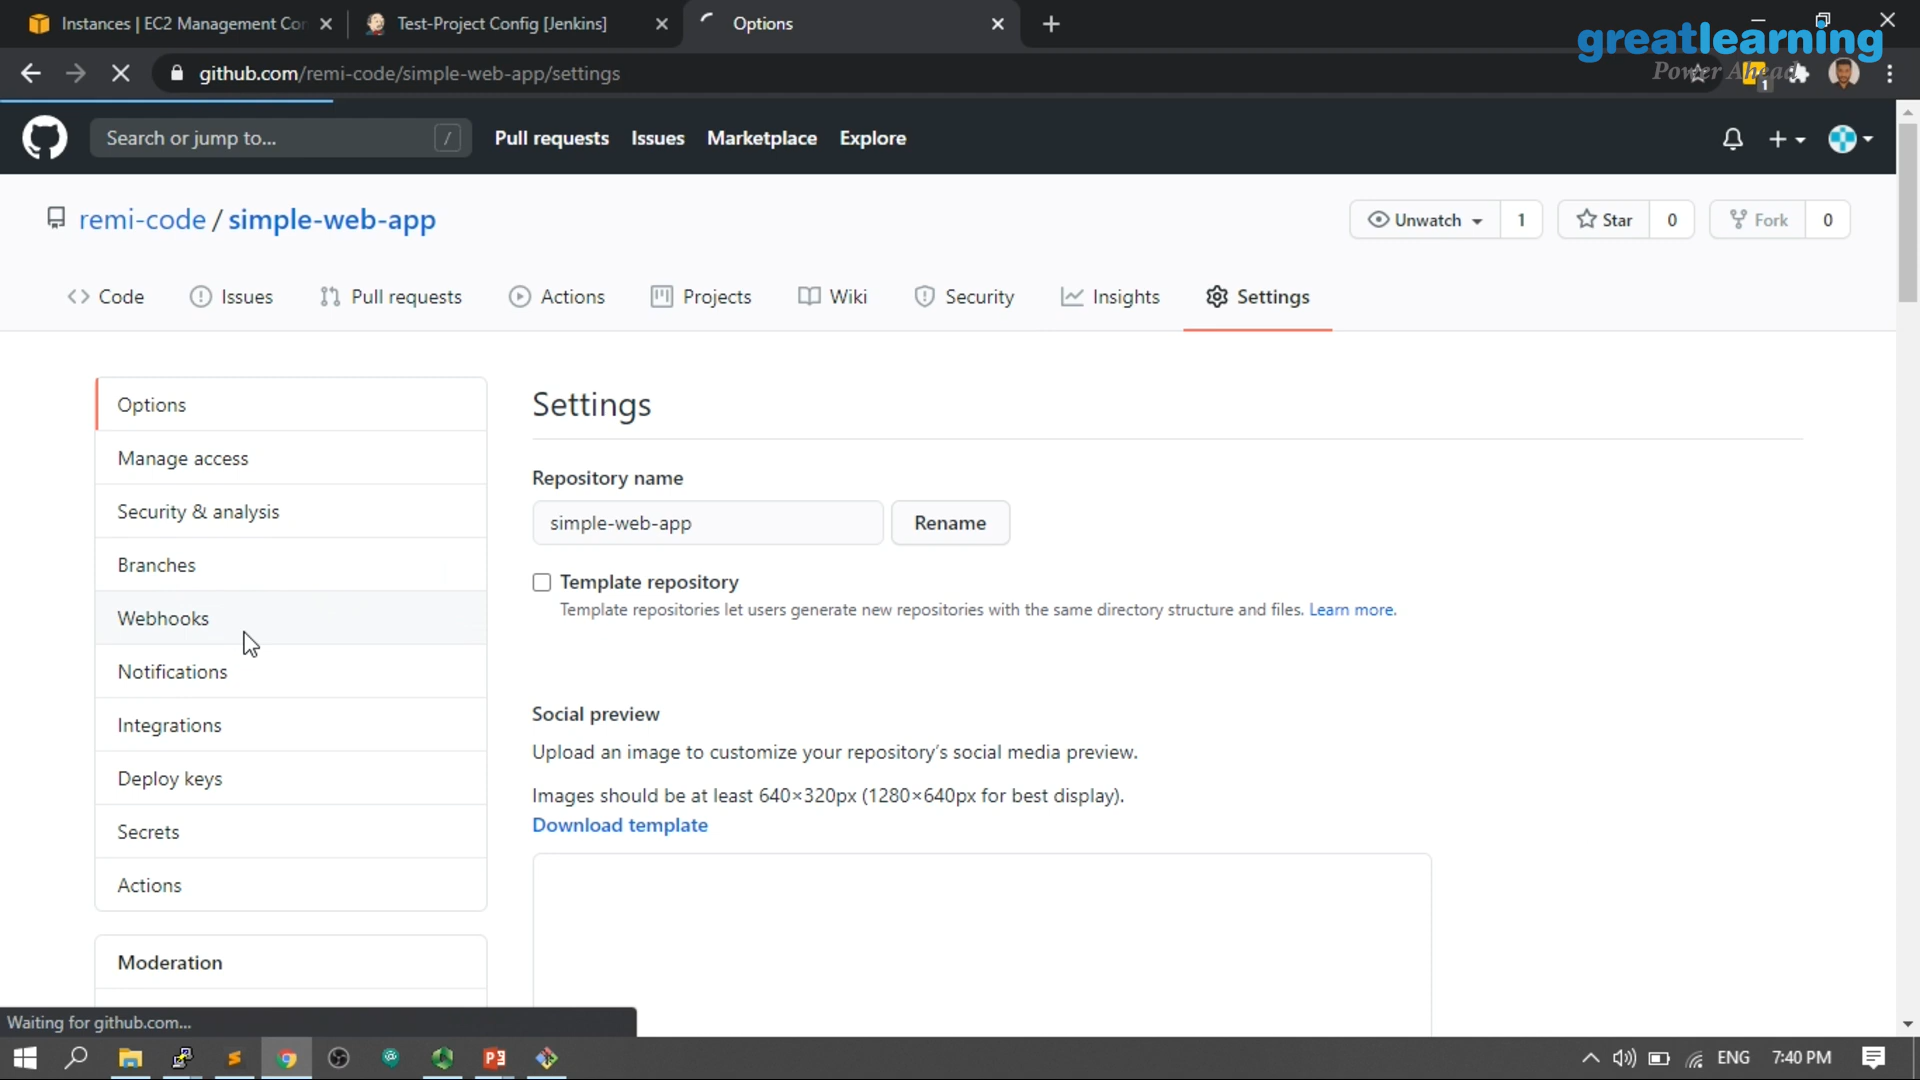 Instances | EC2 Management Cor
Test-Project Config [Jenkins]
Options
greatlearning
Power Ahead
github.com/remi-code/simple-web-app/settings
1
Search or jump to...
/
Pull requests
Issues
Marketplace
Explore
remi-code / simple-web-app
Unwatch
1
Star
0
Fork
0
Code
Issues
Pull requests
Actions
Projects
Wiki
Security
Insights
Settings
Options
Manage access
Security & analysis
Branches
Webhooks
Notifications
Integrations
Deploy keys
Secrets
Actions
Moderation
Settings
Repository name
simple-web-app
Rename
Template repository
Template repositories let users generate new repositories with the same directory structure and files. Learn more.
Social preview
Upload an image to customize your repository's social media preview.
Images should be at least 640×320px (1280×640px for best display).
Download template
Waiting for github.com...
ENG
7:40 PM